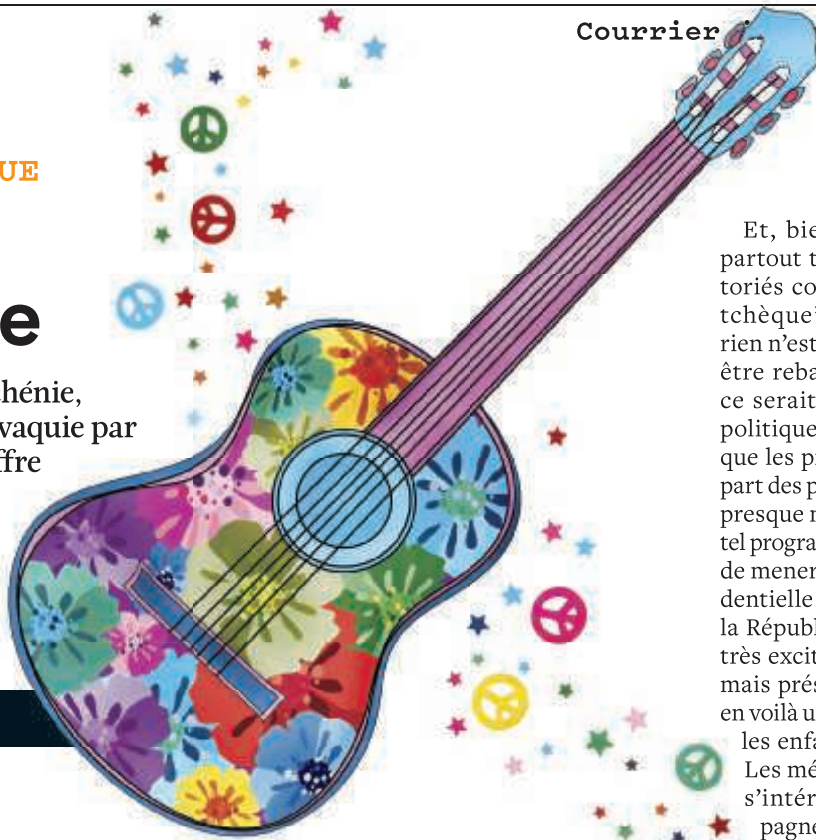 Courrier
UE
e
hénie,
vaquie par
ffre
Et, bie
partout t
toriés co
tchèque"
rien n’est
être reba
ce serait
politique
que les p
part des p
presque n
tel progra
de mener
dentielle
la Républ
très excit
mais prés
en voilà u
les enfa
Les mé
s’intér
pagne